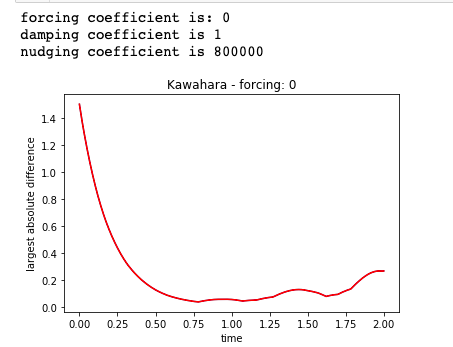 forcing coefficient is: 0
damping coefficient is 1
nudging coefficient is 800000
Kawahara - forcing: 0
largest absolute difference
1.4
1.2
1.0
0.8
0.6
0.4
0.2
0.0
0.00 0.25 0.50 0.75 1.00 1.25 1.50 1.75 2.00
time